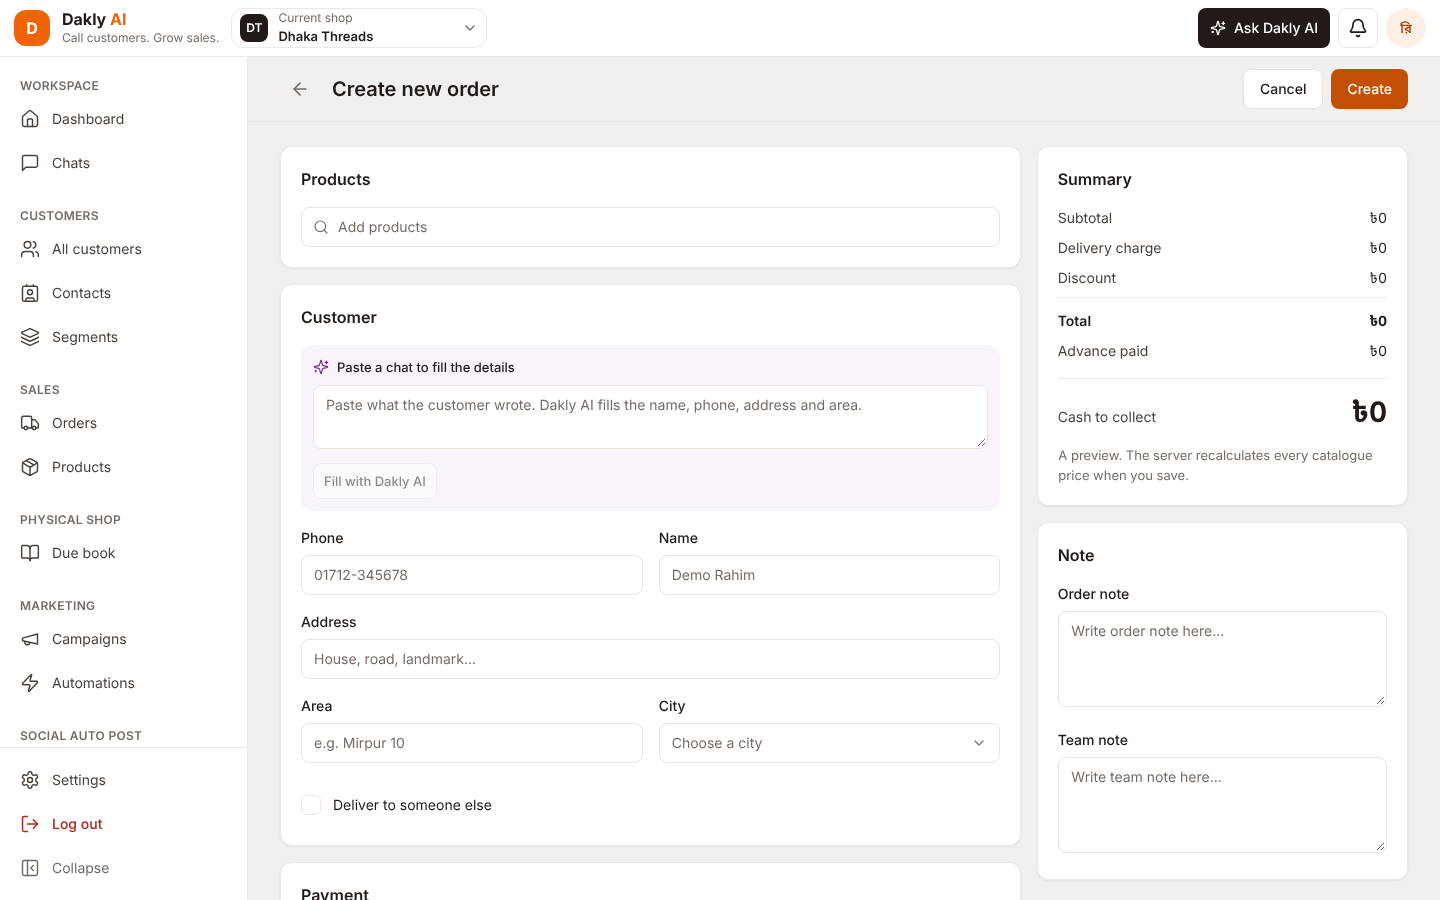 D
Dakly AI
Call customers. Grow sales.
DT
Current shop
Dhaka Threads
Ask Dakly AI
রি
WORKSPACE
Dashboard
Chats
CUSTOMERS
All customers
Contacts
Segments
SALES
Orders
Products
PHYSICAL SHOP
Due book
MARKETING
Campaigns
Automations
SOCIAL AUTO POST
Settings
Log out
Collapse
Create new order
Cancel
Create
Products
Add products
Customer
Paste a chat to fill the details
Paste what the customer wrote. Dakly AI fills the name, phone, address and area.
Fill with Dakly AI
Phone
Name
01712-345678
Demo Rahim
Address
House, road, landmark...
Area
City
e.g. Mirpur 10
Choose a city
Deliver to someone else
Payment
Summary
Subtotal ৳0
Delivery charge ৳0
Discount ৳0
Total ৳0
Advance paid ৳0
Cash to collect ৳0
A preview. The server recalculates every catalogue
price when you save.
Note
Order note
Write order note here...
Team note
Write team note here...